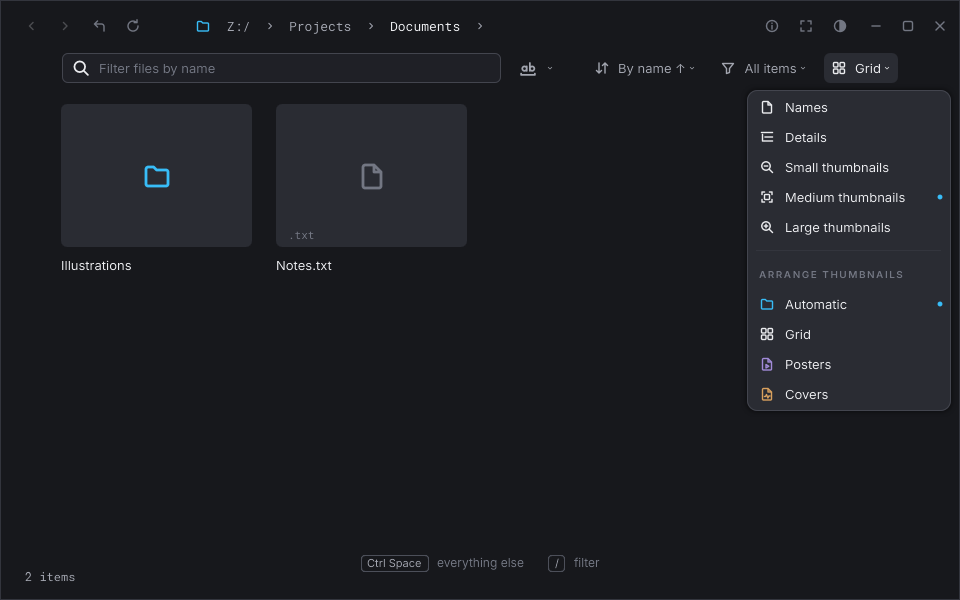 Z:/ Projects Documents
Filter files by name
ab
By name ↑
All items
Grid
Names
Details
Small thumbnails
Medium thumbnails
Large thumbnails
ARRANGE THUMBNAILS
Automatic
Grid
Posters
Covers
.txt
Illustrations
Notes.txt
Ctrl Space everything else / filter
2 items